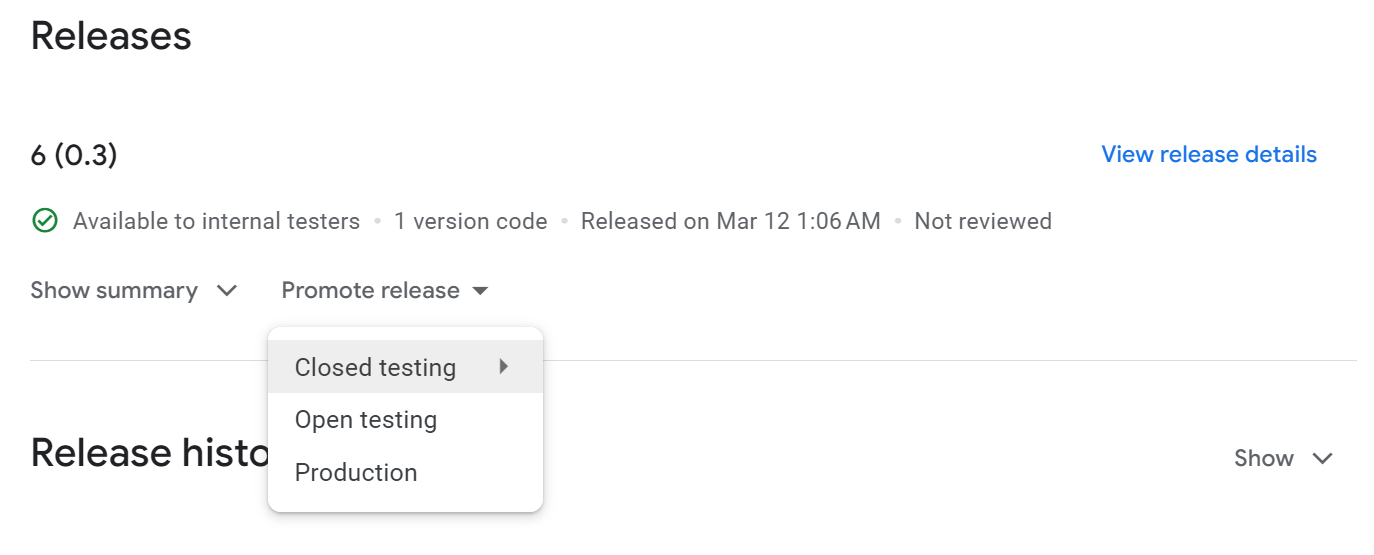 Releases
6 (0.3)
View release details
Available to internal testers • 1 version code • Released on Mar 12 1:06 AM • Not reviewed
Show summary
Promote release
Closed testing
Open testing
Production
Release histo
Show